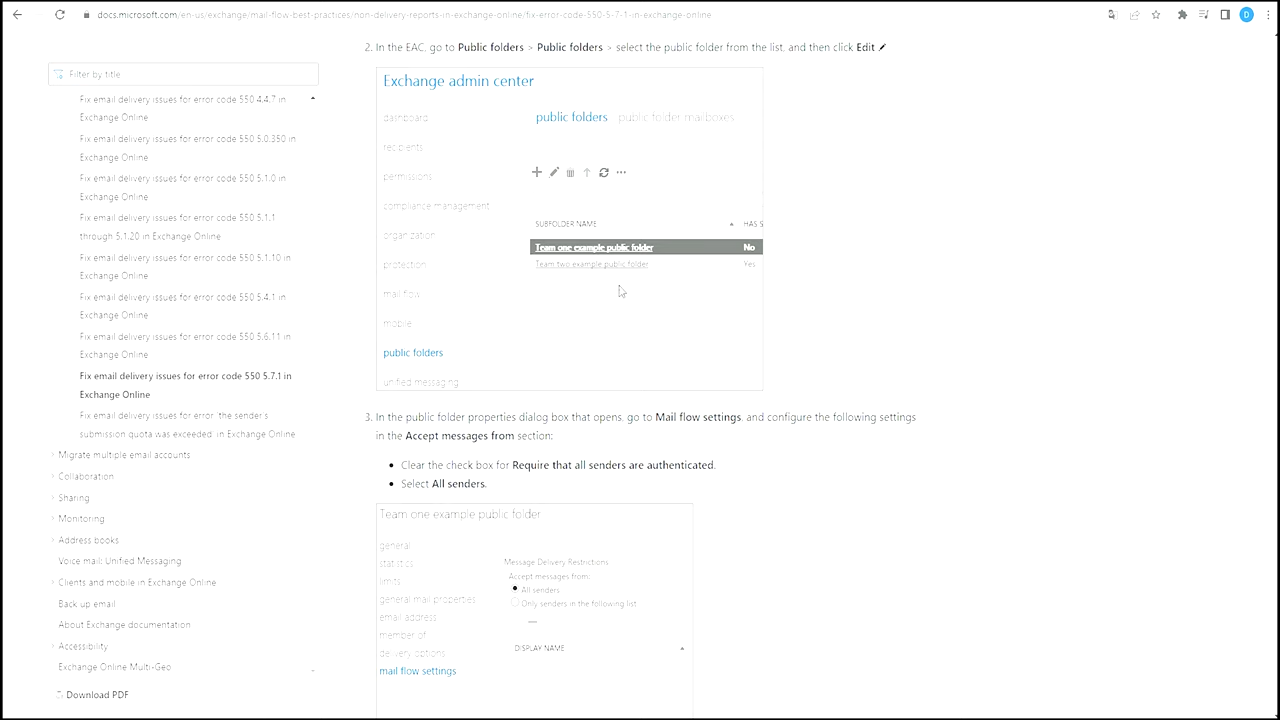 docs.microsoft.com/en-us/exchange/mail-flow-best-practices/non-delivery-reports-in-exchange-online/fix-error-code-550-5-7-1-in-exchange-online
D
Filter by title
Fix email delivery issues for error code 550 4.4.7 in
Exchange Online
Fix email delivery issues for error code 550 5.0.350 in
Exchange Online
Fix email delivery issues for error code 550 5.1.0 in
Exchange Online
Fix email delivery issues for error code 550 5.1.1
through 5.1.20 in Exchange Online
Fix email delivery issues for error code 550 5.1.10 in
Exchange Online
Fix email delivery issues for error code 550 5.4.1 in
Exchange Online
Fix email delivery issues for error code 550 5.6.11 in
Exchange Online
Fix email delivery issues for error code 550 5.7.1 in
Exchange Online
Fix email delivery issues for error 'the sender's
submission quota was exceeded' in Exchange Online
Migrate multiple email accounts
Collaboration
Sharing
Monitoring
Address books
Voice mail: Unified Messaging
Clients and mobile in Exchange Online
Back up email
About Exchange documentation
Accessibility
Exchange Online Multi-Geo
Download PDF
2. In the EAC, go to Public folders > Public folders > select the public folder from the list, and then click Edit
Exchange admin center
dashboard
recipients
permissions
compliance management
organization
protection
mail flow
mobile
public folders
unified messaging
public folders public folder mailboxes
SUBFOLDER NAME HAS S
Team one example public folder No
Team two example public folder Yes
3. In the public folder properties dialog box that opens, go to Mail flow settings, and configure the following settings
in the Accept messages from section:
• Clear the check box for Require that all senders are authenticated.
• Select All senders.
Team one example public folder
general
statistics
limits
general mail properties
email address
member of
delivery options
mail flow settings
Message Delivery Restrictions
Accept messages from:
All senders
Only senders in the following list
DISPLAY NAME